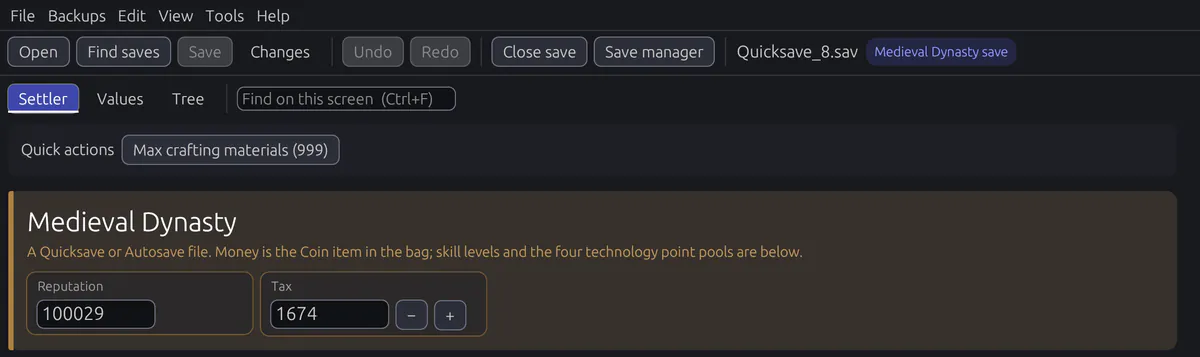 File Backups Edit View Tools Help
Open Find saves Save Changes Undo Redo Close save Save manager Quicksave_8.sav Medieval Dynasty save
Settler Values Tree Find on this screen (Ctrl+F)
Quick actions Max crafting materials (999)
Medieval Dynasty
A Quicksave or Autosave file. Money is the Coin item in the bag; skill levels and the four technology point pools are below.
Reputation Tax
100029 1674 − +